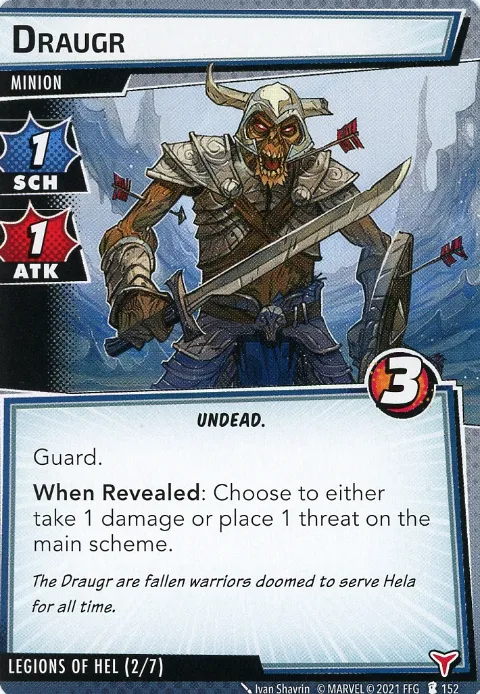 DRAUGR
MINION
1
SCH
1
ATK
3
UNDEAD.
Guard.
When Revealed: Choose to either
take 1 damage or place 1 threat on the
main scheme.
The Draugr are fallen warriors doomed to serve Hela
for all time.
LEGIONS OF HEL (2/7)
Ivan Shavrin © MARVEL © 2021 FFG 152